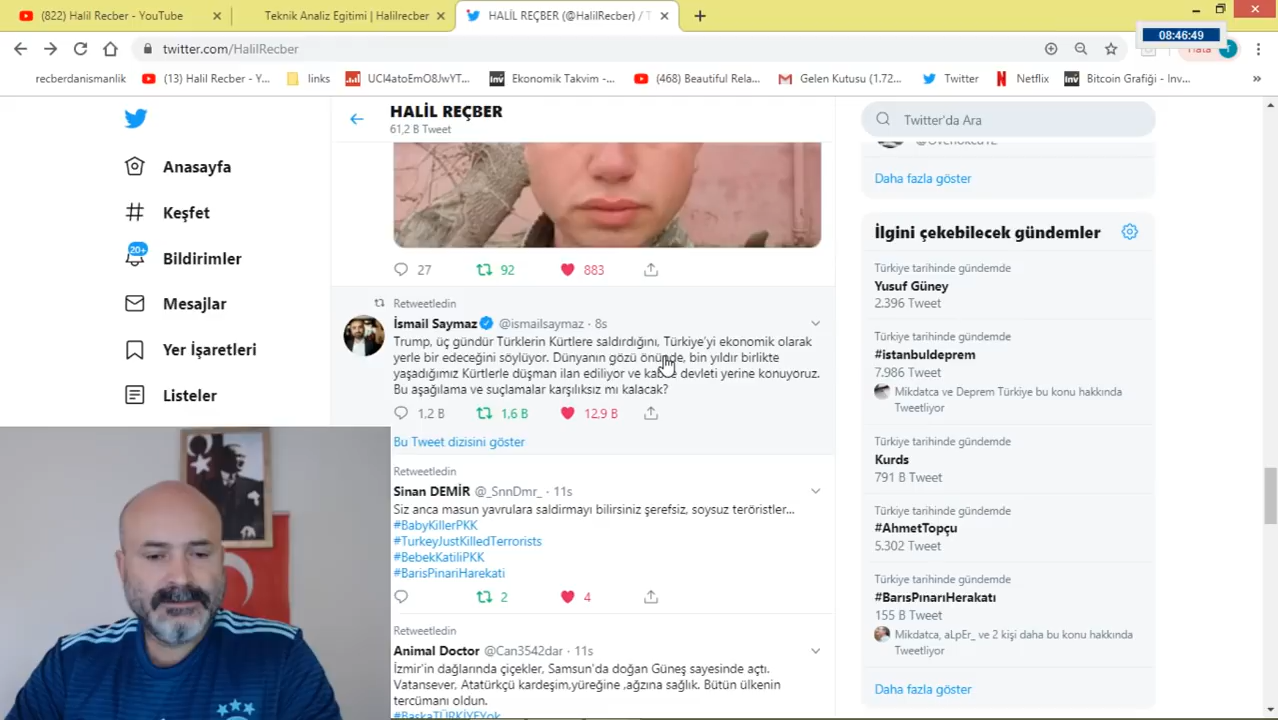 (822) Halil Recber - YouTube
Teknik Analiz Egitimi | Halilrecber
HALİL REÇBER (@HalilRecber) / T
08:46:49
twitter.com/HalilRecber
Hata
T
recberdanismanlik
(13) Halil Recber - Y...
links
UCl4atoEmO8JwYT...
Ekonomik Takvim -...
(468) Beautiful Rela...
Gelen Kutusu (1.72...
Twitter
Netflix
Bitcoin Grafiği - Inv...
HALİL REÇBER
61,2 B Tweet
Anasayfa
Keşfet
20+
Bildirimler
Mesajlar
Yer İşaretleri
Listeler
27
92
883
Retweetledin
İsmail Saymaz @ismailsaymaz · 8s
Trump, üç gündür Türklerin Kürtlere saldırdığını, Türkiye'yi ekonomik olarak
yerle bir edeceğini söylüyor. Dünyanın gözü önünde, bin yıldır birlikte
yaşadığımız Kürtlerle düşman ilan ediliyor ve devleti yerine konuyoruz.
Bu aşağılama ve suçlamalar karşılıksız mı kalacak?
1,2 B
1,6 B
12,9 B
Bu Tweet dizisini göster
Retweetledin
Sinan DEMİR @_SnnDmr_ · 11s
Siz anca masun yavrulara saldirmayı bilirsiniz şerefsiz, soysuz teröristler...
#BabyKillerPKK
#TurkeyJustKilledTerrorists
#BebekKatiliPKK
#BarisPinariHarekati
2
4
Retweetledin
Animal Doctor @Can3542dar · 11s
İzmir'in dağlarında çiçekler, Samsun'da doğan Güneş sayesinde açtı.
Vatansever, Atatürkçü kardeşim,yüreğine ,ağzına sağlık. Bütün ülkenin
tercümanı oldun.
#BaskaTÜRKİYEYok
Twitter'da Ara
Daha fazla göster
İlgini çekebilecek gündemler
Türkiye tarihinde gündemde
Yusuf Güney
2.396 Tweet
Türkiye tarihinde gündemde
#istanbuldeprem
7.986 Tweet
Mikdatca ve Deprem Türkiye bu konu hakkında
Tweetliyor
Türkiye tarihinde gündemde
Kurds
791 B Tweet
Türkiye tarihinde gündemde
#AhmetTopçu
5.302 Tweet
Türkiye tarihinde gündemde
#BarısPınarıHerakatı
155 B Tweet
Mikdatca, aLpEr_ ve 2 kişi daha bu konu hakkında
Tweetliyor
Daha fazla göster